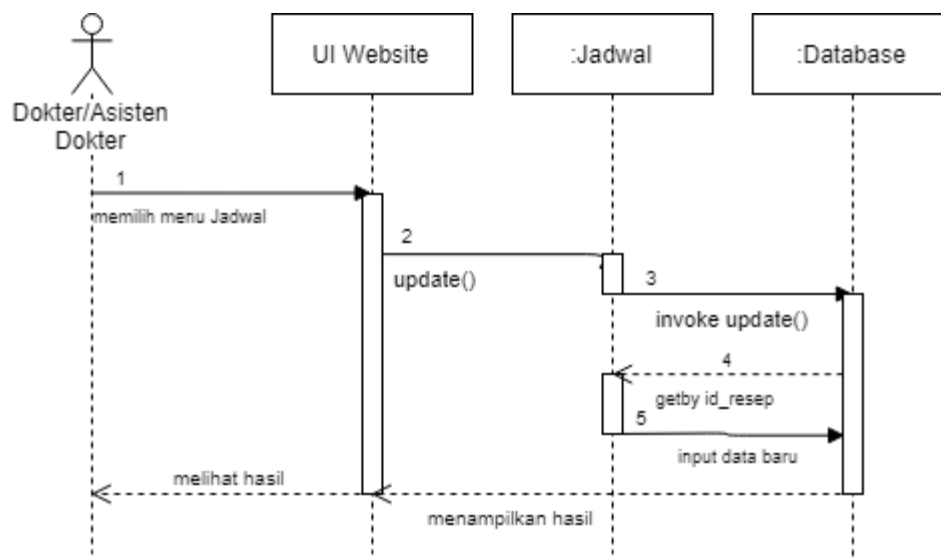 UI Website
:Jadwal
:Database
Dokter/Asisten
Dokter
1
memilih menu Jadwal
2
update()
3
invoke update()
4
getby id_resep
5
input data baru
melihat hasil
menampilkan hasil